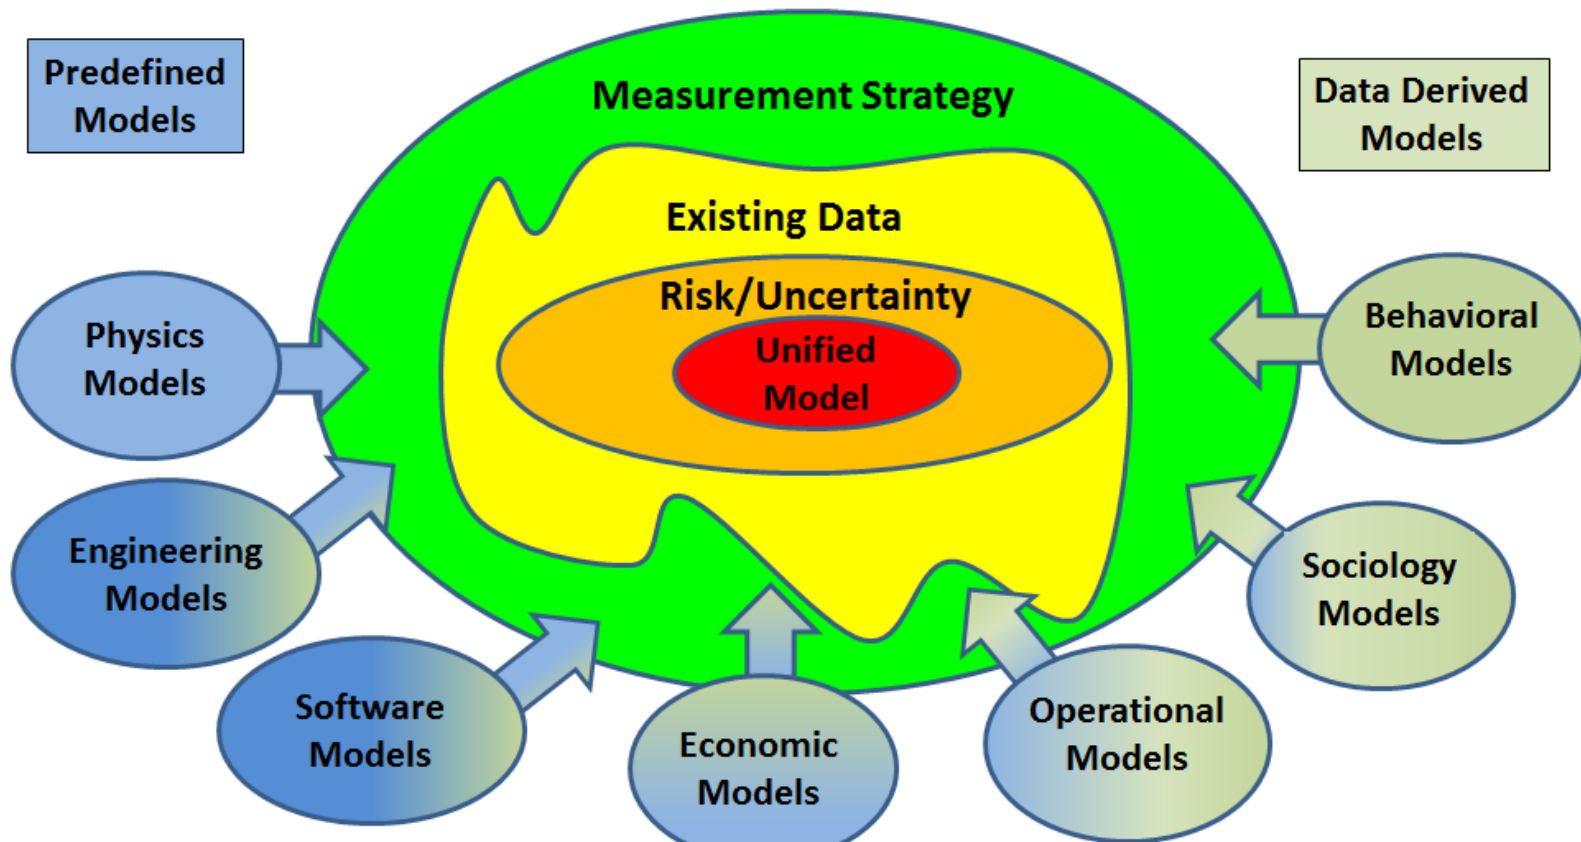 Predefined
Models
Measurement Strategy
Data Derived
Models
Existing Data
Risk/Uncertainty
Unified
Model
Physics
Models
Behavioral
Models
Engineering
Models
Sociology
Models
Software
Models
Economic
Models
Operational
Models